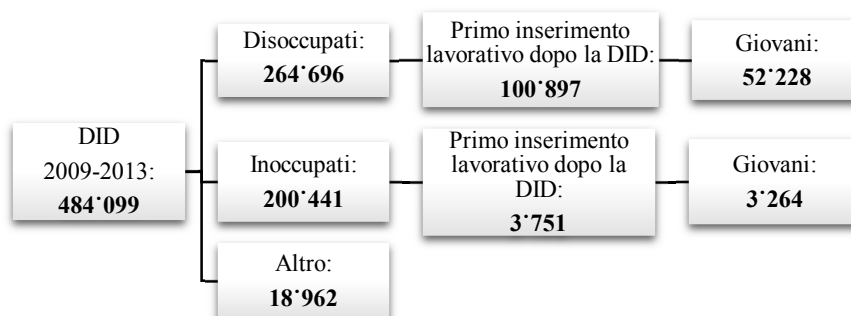 DID
2009-2013:
484˙099
Disoccupati:
264˙696
Primo inserimento
lavorativo dopo la DID:
100˙897
Giovani:
52˙228
Inoccupati:
200˙441
Primo inserimento
lavorativo dopo la
DID:
3˙751
Giovani:
3˙264
Altro:
18˙962